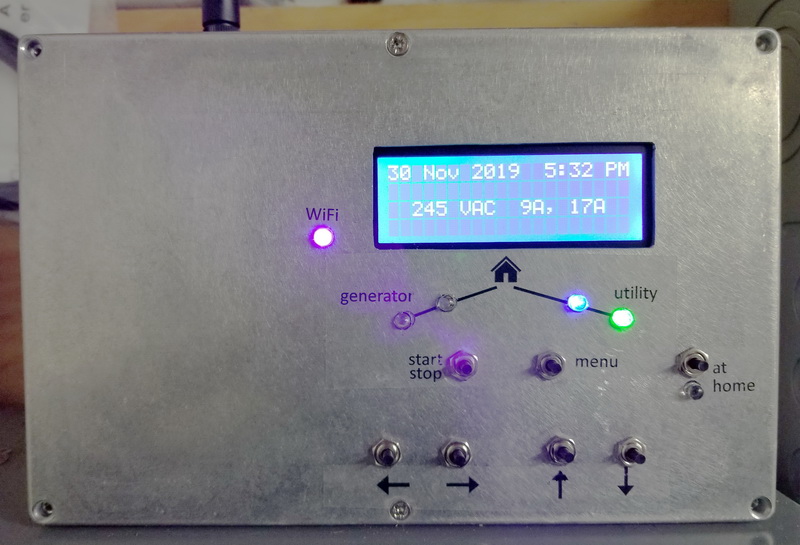 30 Nov 2019 5:32 PM
245 VAC 9A, 17A
WiFi
generator
utility
start
stop
menu
at
home